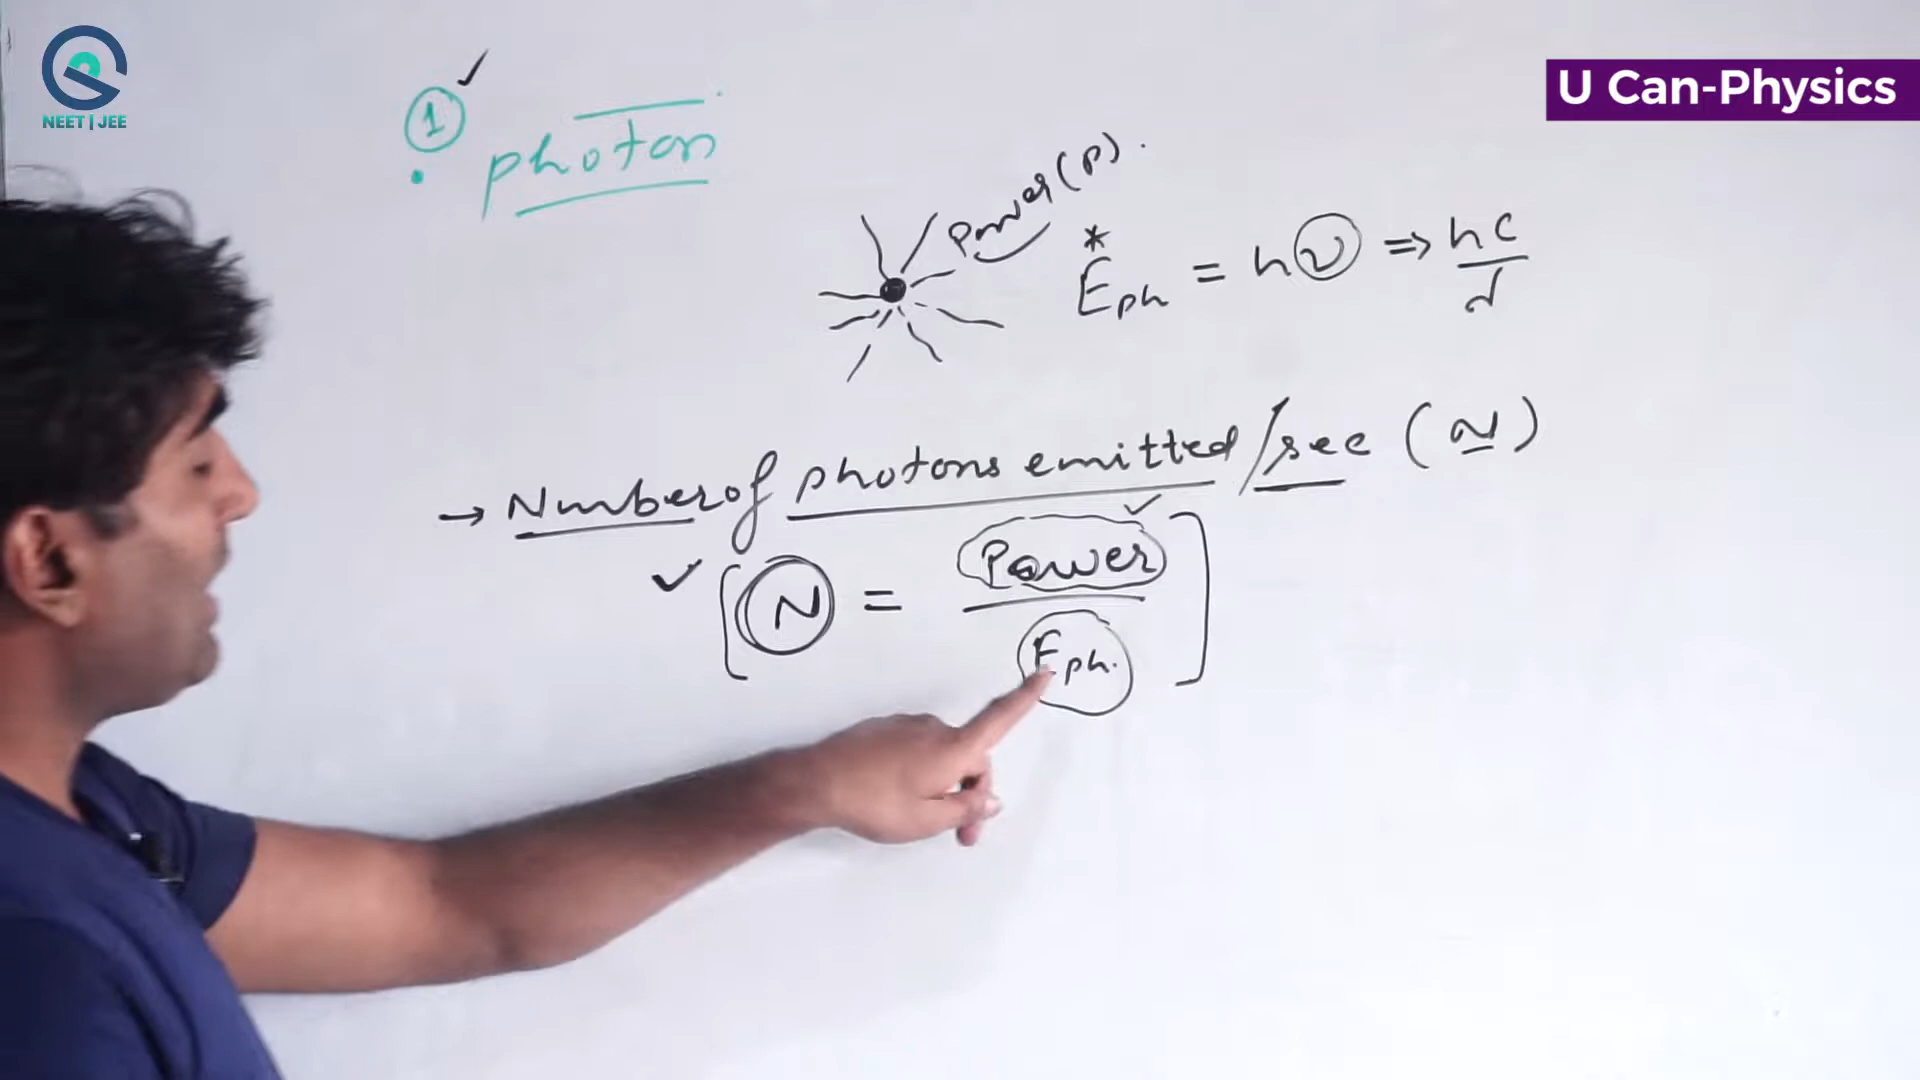 NEET | JEE
U Can-Physics
1 ✓
photon
Power (P).
*
Eph = hν ⇒ hc/λ
→ Number of photons emitted /sec (N)
✓ [ N = Power/Eph. ] ✓